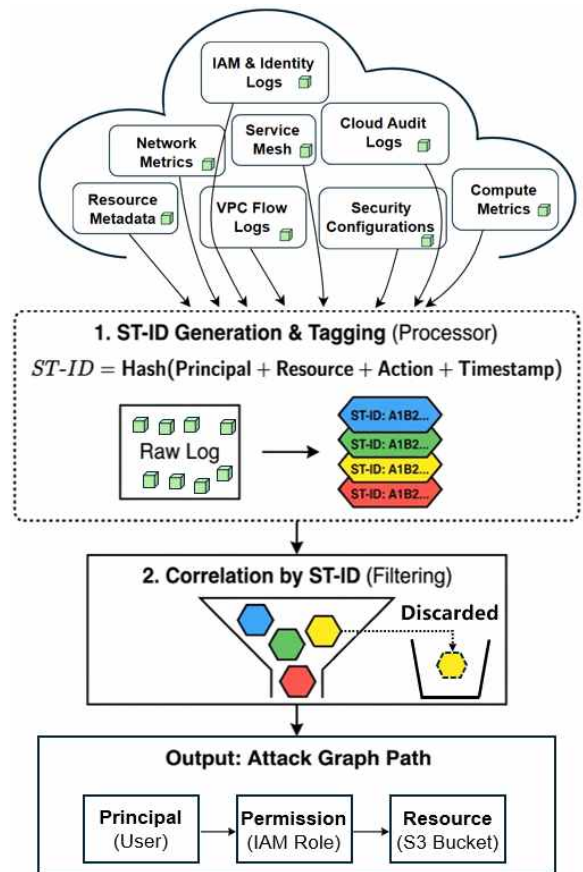 IAM & Identity
Logs
Network
Metrics
Service
Mesh
Cloud Audit
Logs
Resource
Metadata
VPC Flow
Logs
Security
Configurations
Compute
Metrics
1. ST-ID Generation & Tagging (Processor)
ST-ID = Hash(Principal + Resource + Action + Timestamp)
Raw Log
ST-ID: A1B2...
ST-ID: A1B2...
ST-ID: A1B2...
ST-ID: A1B2...
2. Correlation by ST-ID (Filtering)
Discarded
Output: Attack Graph Path
Principal
(User)
Permission
(IAM Role)
Resource
(S3 Bucket)